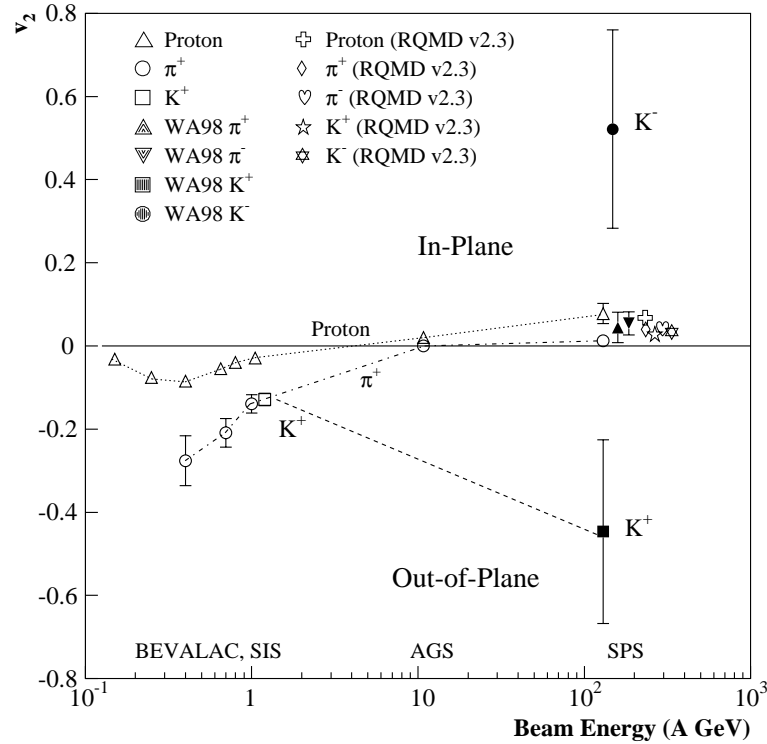 v₂
0.8
0.6
0.4
0.2
0
-0.2
-0.4
-0.6
-0.8
Proton
π⁺
K⁺
WA98 π⁺
WA98 π⁻
WA98 K⁺
WA98 K⁻
Proton (RQMD v2.3)
π⁺ (RQMD v2.3)
π⁻ (RQMD v2.3)
K⁺ (RQMD v2.3)
K⁻ (RQMD v2.3)
K⁻
In-Plane
Proton
π⁺
K⁺
K⁺
Out-of-Plane
BEVALAC, SIS AGS SPS
10⁻¹ 1 10 10² 10³
Beam Energy (A GeV)